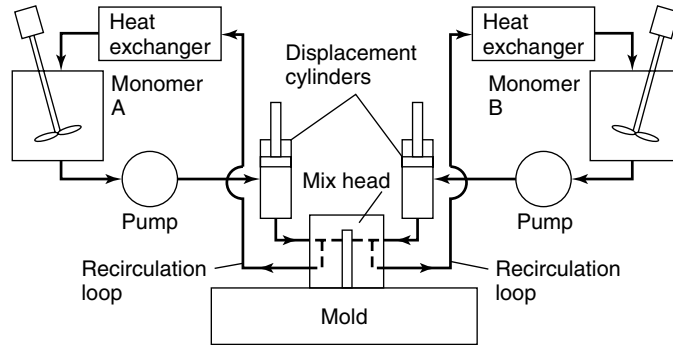 Heat
exchanger
Monomer
A
Pump
Displacement
cylinders
Mix head
Heat
exchanger
Monomer
B
Pump
Recirculation
loop
Recirculation
loop
Mold